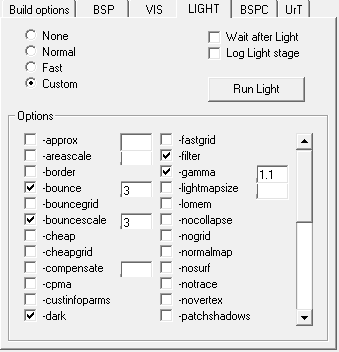 Build options BSP VIS LIGHT BSPC UrT
None
Normal
Fast
Custom
Wait after Light
Log Light stage
Run Light
Options
-approx
-areascale
-border
-bounce 3
-bouncegrid
-bouncescale 3
-cheap
-cheapgrid
-compensate
-cpma
-custinfoparms
-dark
-fastgrid
-filter
-gamma 1.1
-lightmapsize
-lomem
-nocollapse
-nogrid
-normalmap
-nosurf
-notrace
-novertex
-patchshadows